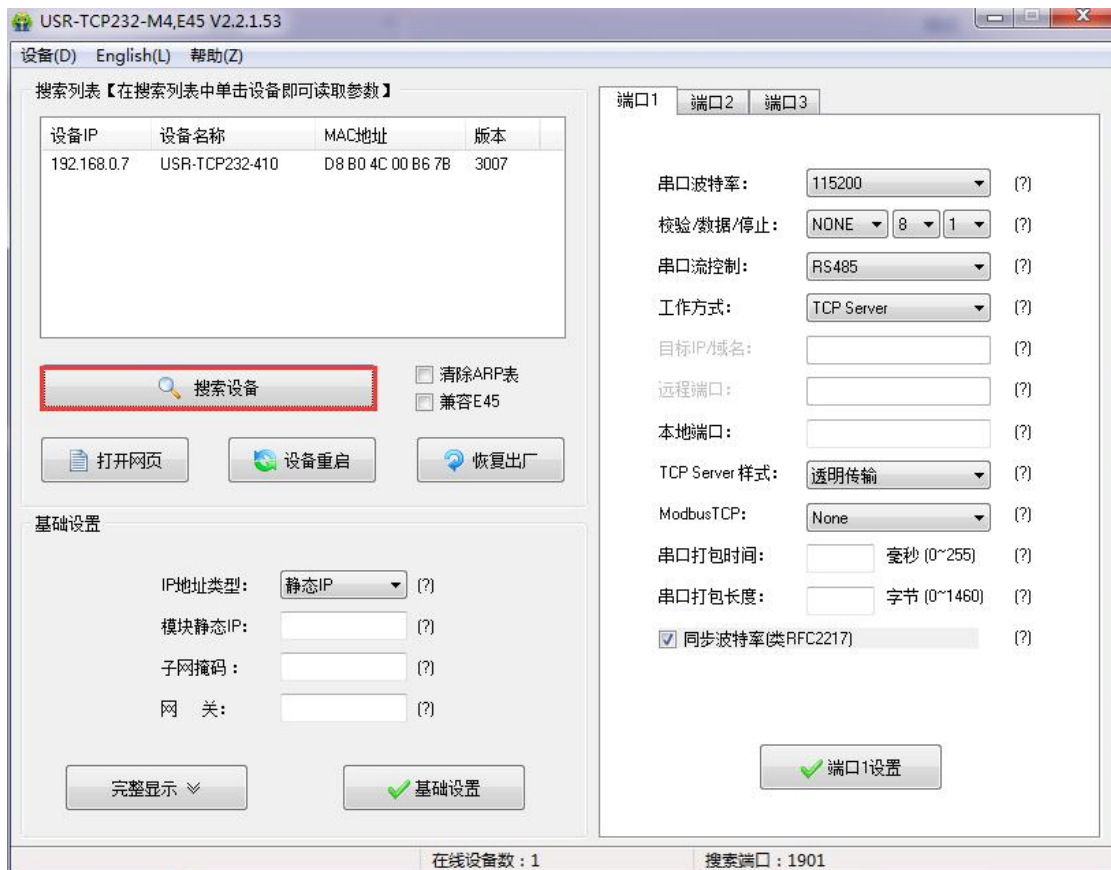 USR-TCP232-M4,E45 V2.2.1.53
设备(D) English(L) 帮助(Z)
搜索列表【在搜索列表中单击设备即可读取参数】
设备IP 设备名称 MAC地址 版本
192.168.0.7 USR-TCP232-410 D8 B0 4C 00 B6 7B 3007
搜索设备
清除ARP表
兼容E45
打开网页 设备重启 恢复出厂
基础设置
IP地址类型: 静态IP (?)
模块静态IP: (?)
子网掩码: (?)
网 关: (?)
完整显示 基础设置
端口1 端口2 端口3
串口波特率: 115200 (?)
校验/数据/停止: NONE 8 1 (?)
串口流控制: RS485 (?)
工作方式: TCP Server (?)
目标IP/域名: (?)
远程端口: (?)
本地端口: (?)
TCP Server 样式: 透明传输 (?)
ModbusTCP: None (?)
串口打包时间: 毫秒 (0~255) (?)
串口打包长度: 字节 (0~1460) (?)
同步波特率(类RFC2217) (?)
端口1设置
在线设备数:1 搜索端口:1901